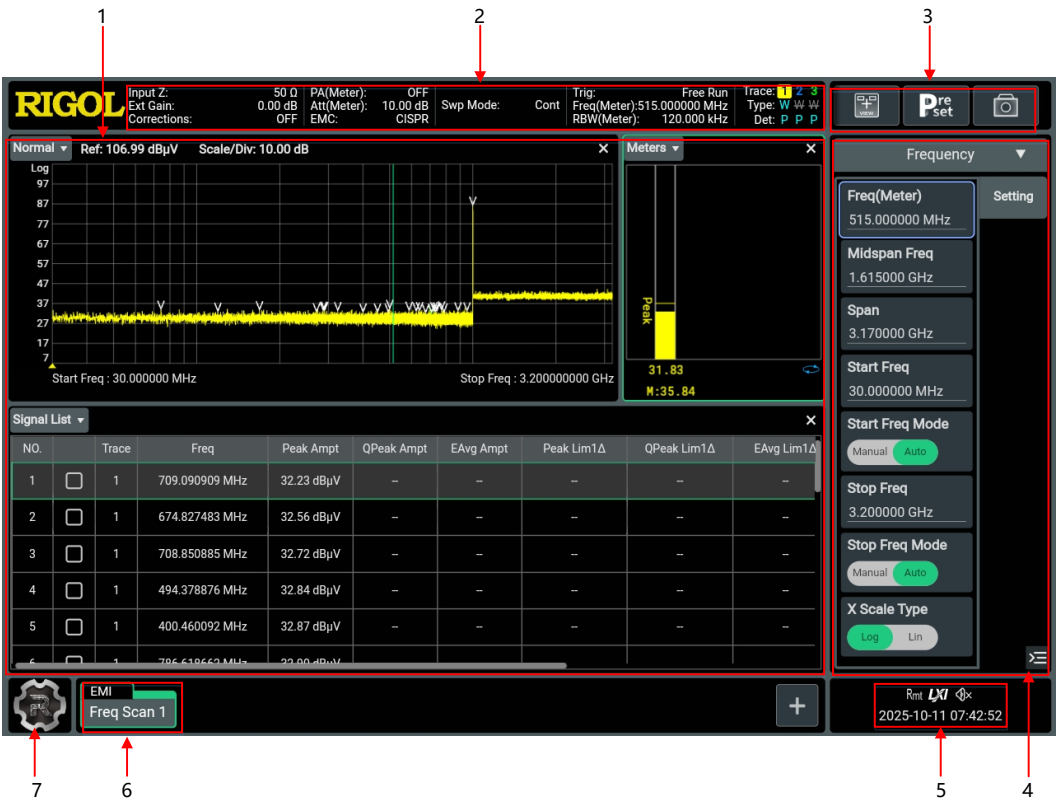 1 2 3
RIGOL
Input Z: 50 Ω PA(Meter): OFF Trig: Free Run Trace: 1 2 3
Ext Gain: 0.00 dB Att(Meter): 10.00 dB Swp Mode: Cont Freq(Meter):515.000000 MHz Type: W W W
Corrections: OFF EMC: CISPR RBW(Meter): 120.000 kHz Det: P P P
VIEW
Pre
set
Normal Ref: 106.99 dBµV Scale/Div: 10.00 dB
Log
97
87
77
67
57
47
37
27
17
7
Start Freq : 30.000000 MHz Stop Freq : 3.200000000 GHz
Meters
Peak
31.83
M:35.84
Frequency
Setting
Freq(Meter)
515.000000 MHz
Midspan Freq
1.615000 GHz
Span
3.170000 GHz
Start Freq
30.000000 MHz
Start Freq Mode
Manual Auto
Stop Freq
3.200000 GHz
Stop Freq Mode
Manual Auto
X Scale Type
Log Lin
Signal List
NO. Trace Freq Peak Ampt QPeak Ampt EAvg Ampt Peak Lim1Δ QPeak Lim1Δ EAvg Lim1Δ
1 1 709.090909 MHz 32.23 dBµV -- -- -- -- --
2 1 674.827483 MHz 32.56 dBµV -- -- -- -- --
3 1 708.850885 MHz 32.72 dBµV -- -- -- -- --
4 1 494.378876 MHz 32.84 dBµV -- -- -- -- --
5 1 400.460092 MHz 32.87 dBµV -- -- -- -- --
6 1 786.618662 MHz 32.90 dBµV
EMI
Freq Scan 1
Rmt LXI
2025-10-11 07:42:52
7 6 5 4